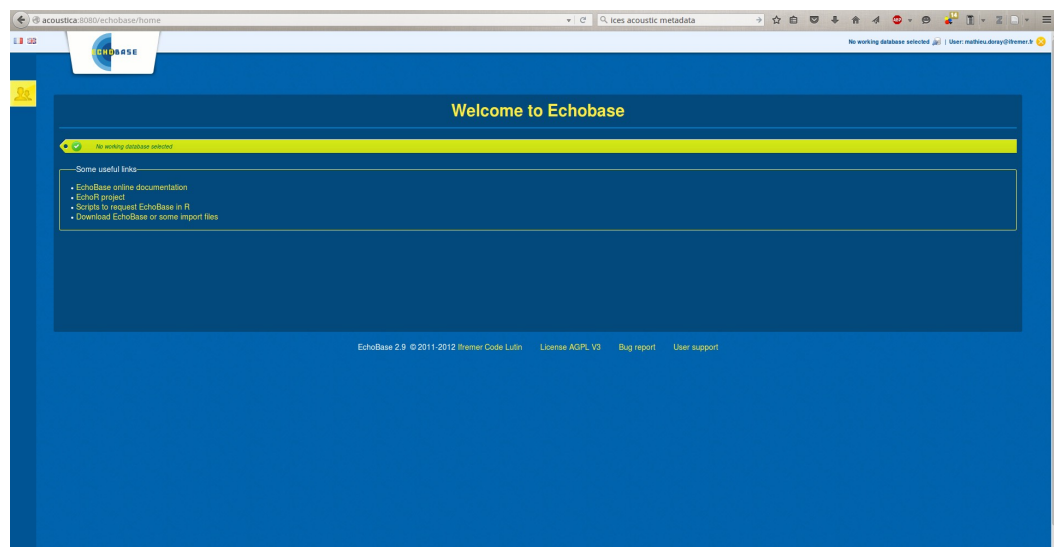 acoustica:8080/echobase/home
ices acoustic metadata
ECHOBASE
No working database selected | User: mathieu.doray@ifremer.fr
Welcome to Echobase
No working database selected
Some useful links
EchoBase online documentation
EchoR project
Scripts to request EchoBase in R
Download EchoBase or some import files
EchoBase 2.9 © 2011-2012 Ifremer Code Lutin License AGPL V3 Bug report User support